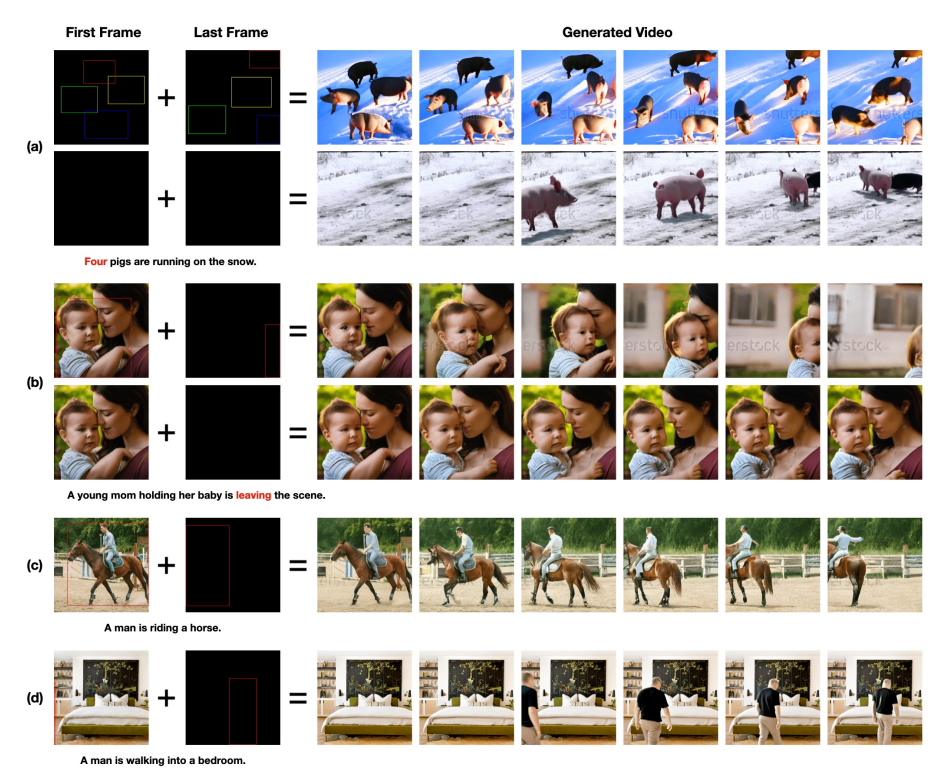 First Frame Last Frame Generated Video
(a)
Four pigs are running on the snow.
(b)
A young mom holding her baby is leaving the scene.
(c)
A man is riding a horse.
(d)
A man is walking into a bedroom.